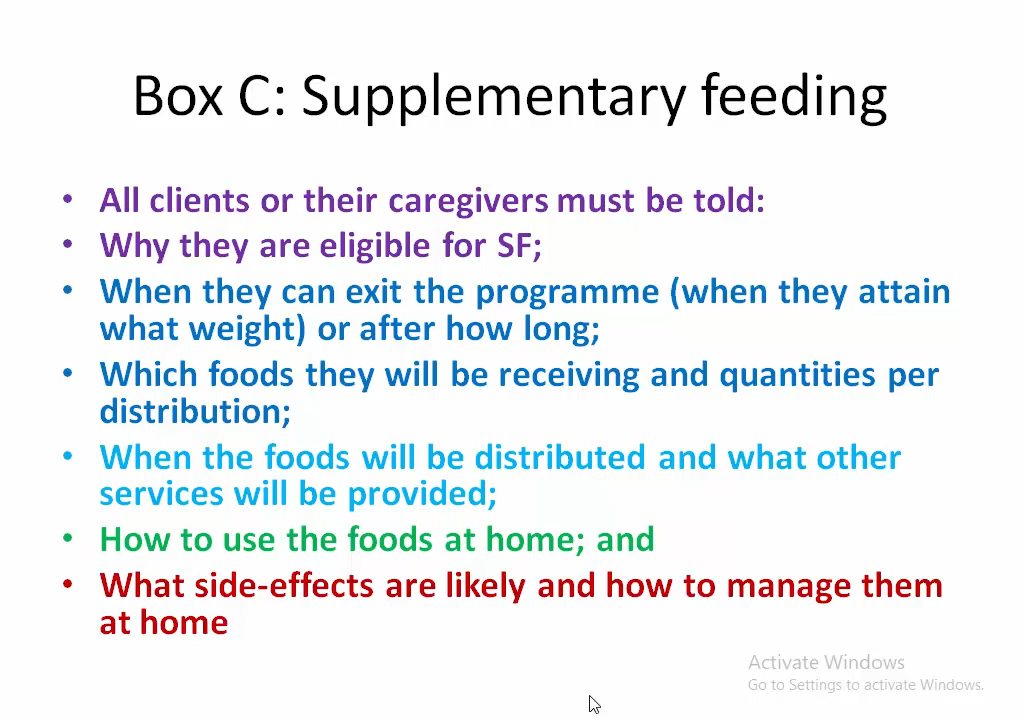 Box C: Supplementary feeding
• All clients or their caregivers must be told:
• Why they are eligible for SF;
• When they can exit the programme (when they attain
what weight) or after how long;
• Which foods they will be receiving and quantities per
distribution;
• When the foods will be distributed and what other
services will be provided;
• How to use the foods at home; and
• What side-effects are likely and how to manage them
at home
Activate Windows
Go to Settings to activate Windows.